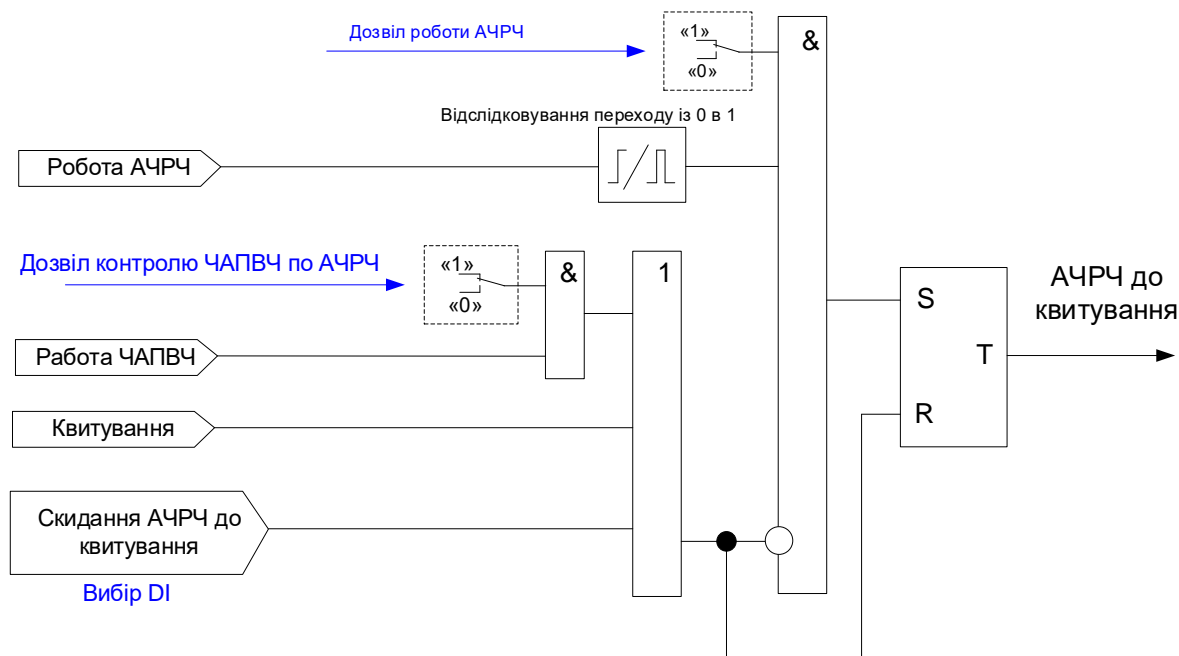 Дозвіл роботи АЧРЧ
«1»
«0»
&
Відслідковування переходу із 0 в 1
Робота АЧРЧ
Дозвіл контролю ЧАПВЧ по АЧРЧ
«1»
«0»
&
1
Работа ЧАПВЧ
Квитування
Скидання АЧРЧ до
квитування
Вибір DI
S
T
R
АЧРЧ до
квитування